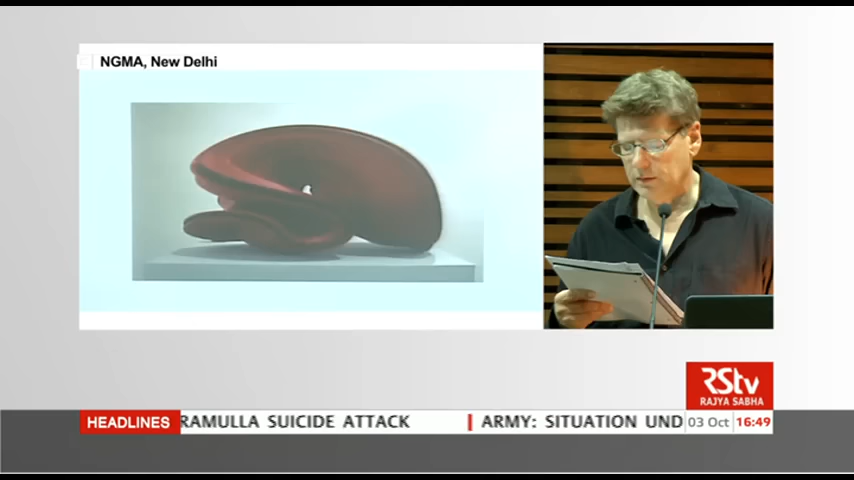 NGMA, New Delhi
RStv
RAJYA SABHA
HEADLINES
RAMULLA SUICIDE ATTACK
ARMY: SITUATION UND
03 Oct
16:49